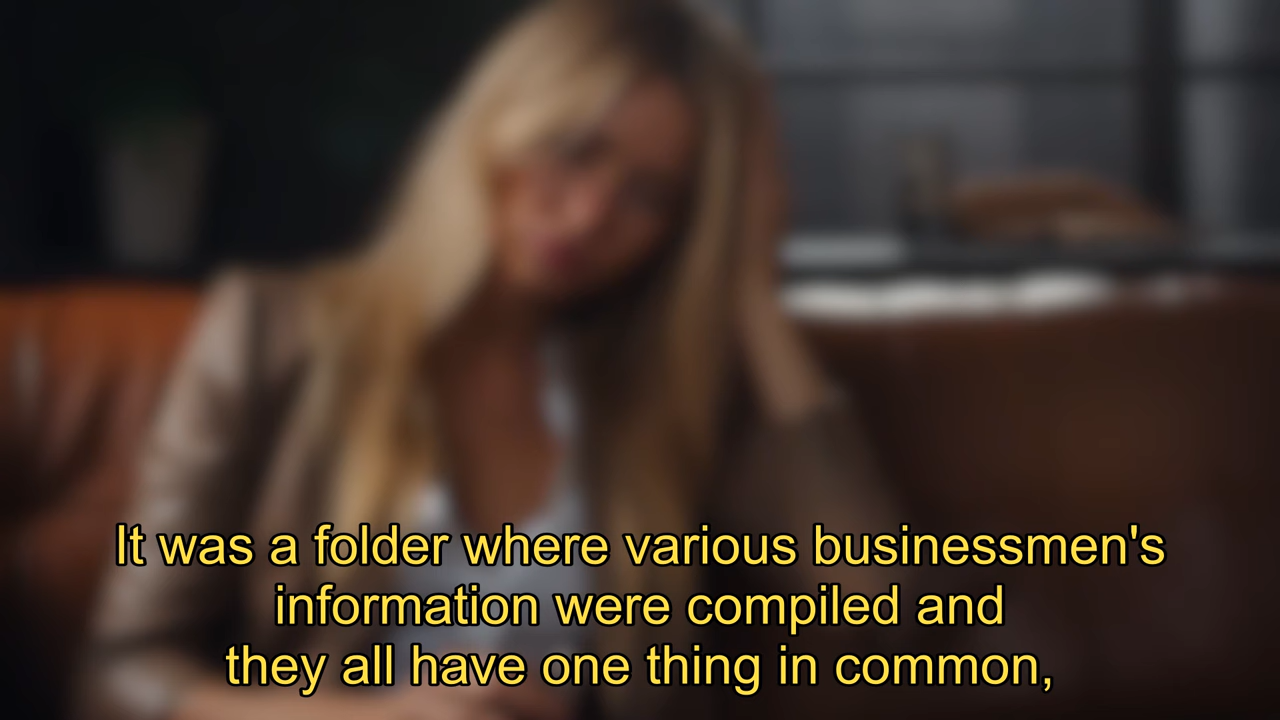 It was a folder where various businessmen's
information were compiled and
they all have one thing in common,